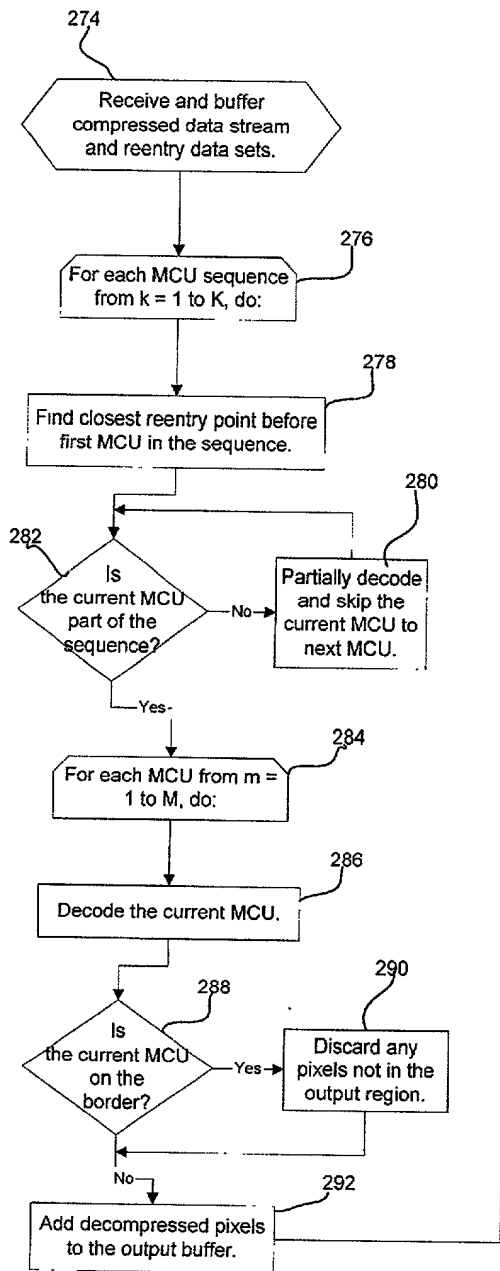 274
Receive and buffer
compressed data stream
and reentry data sets.
276
For each MCU sequence
from k = 1 to K, do:
278
Find closest reentry point before
first MCU in the sequence.
280
282
Is
the current MCU
part of the
sequence?
No
Partially decode
and skip the
current MCU to
next MCU.
Yes
284
For each MCU from m =
1 to M, do:
286
Decode the current MCU.
288
290
Is
the current MCU
on the
border?
Yes
Discard any
pixels not in the
output region.
No
292
Add decompressed pixels
to the output buffer.